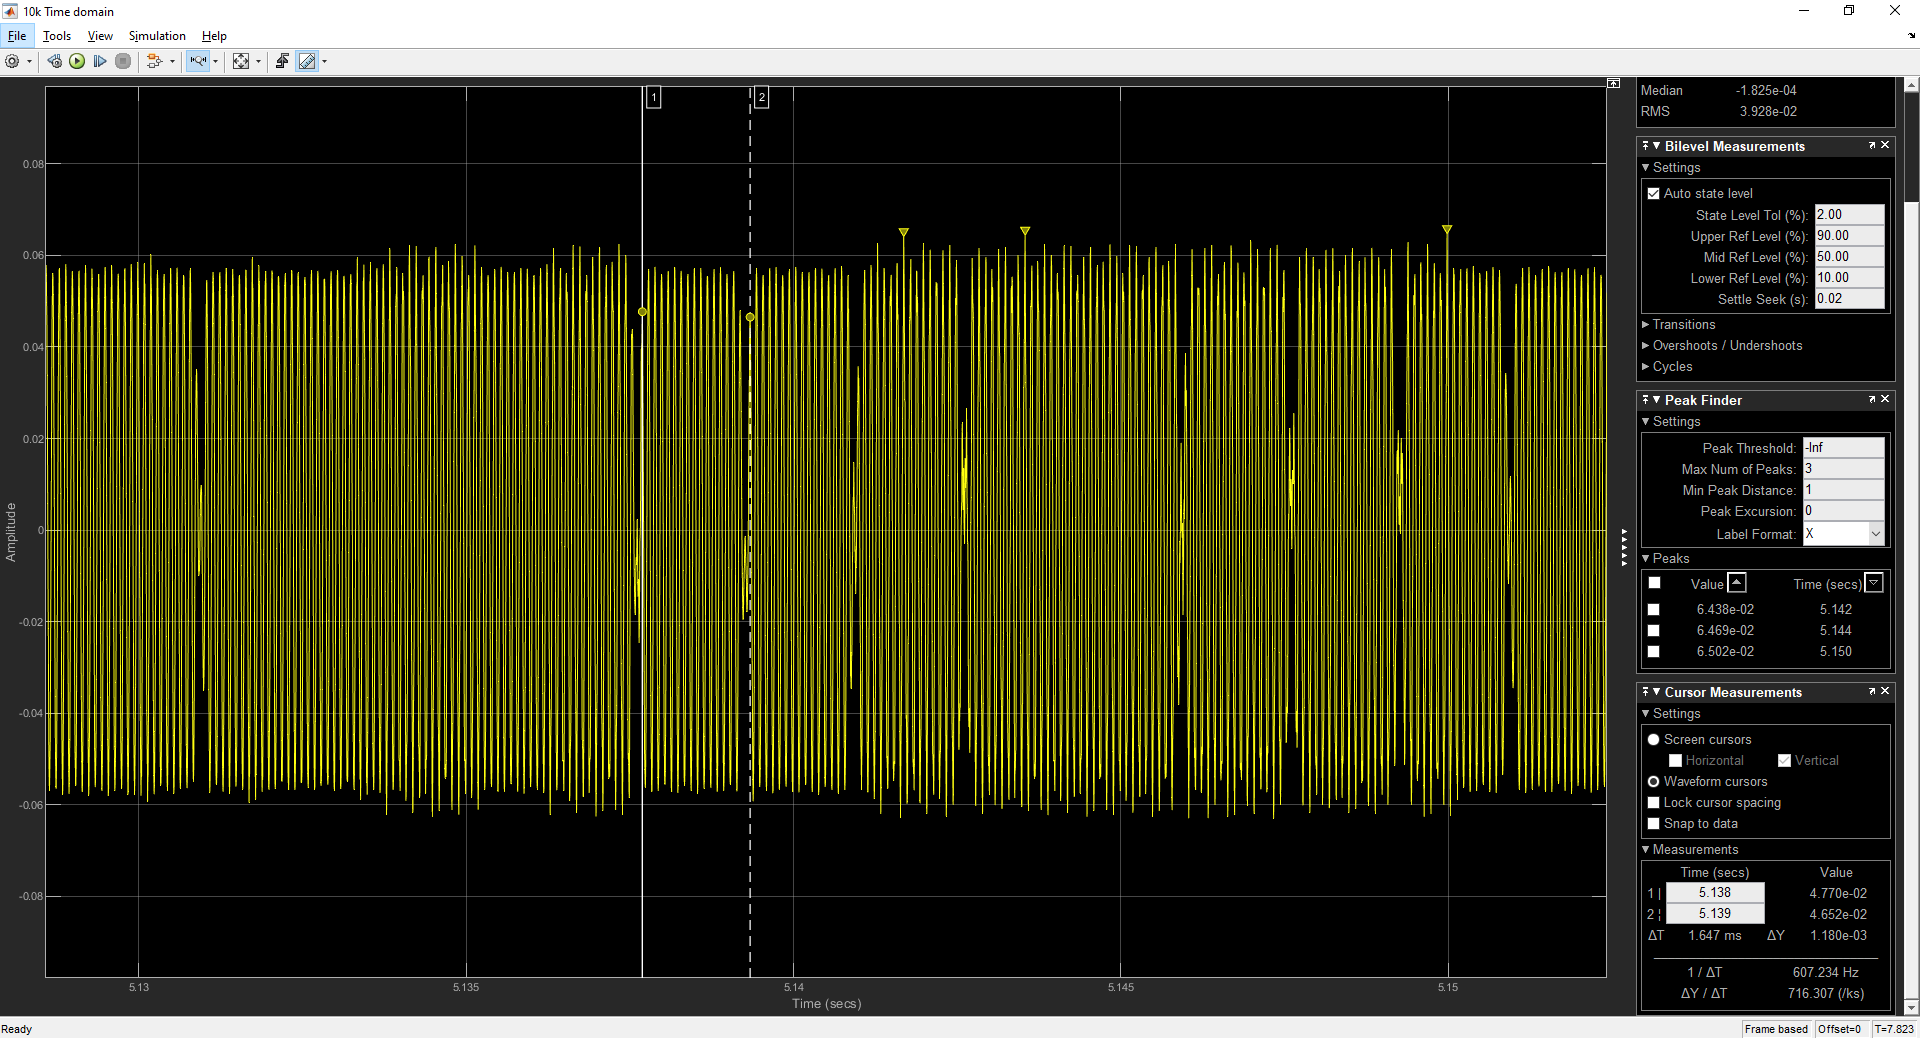 10k Time domain
File Tools View Simulation Help
1
2
0.08
0.06
0.04
0.02
0
-0.02
-0.04
-0.06
-0.08
Amplitude
5.13 5.135 5.14 5.145 5.15
Time (secs)
Median -1.825e-04
RMS 3.928e-02
Bilevel Measurements
Settings
Auto state level
State Level Tol (%): 2.00
Upper Ref Level (%): 90.00
Mid Ref Level (%): 50.00
Lower Ref Level (%): 10.00
Settle Seek (s): 0.02
Transitions
Overshoots / Undershoots
Cycles
Peak Finder
Settings
Peak Threshold: -Inf
Max Num of Peaks: 3
Min Peak Distance: 1
Peak Excursion: 0
Label Format: X
Peaks
Value Time (secs)
6.438e-02 5.142
6.469e-02 5.144
6.502e-02 5.150
Cursor Measurements
Settings
Screen cursors
Horizontal Vertical
Waveform cursors
Lock cursor spacing
Snap to data
Measurements
Time (secs) Value
1 | 5.138 4.770e-02
2 ¦ 5.139 4.652e-02
ΔT 1.647 ms ΔY 1.180e-03
1 / ΔT 607.234 Hz
ΔY / ΔT 716.307 (/ks)
Ready
Frame based Offset=0 T=7.823